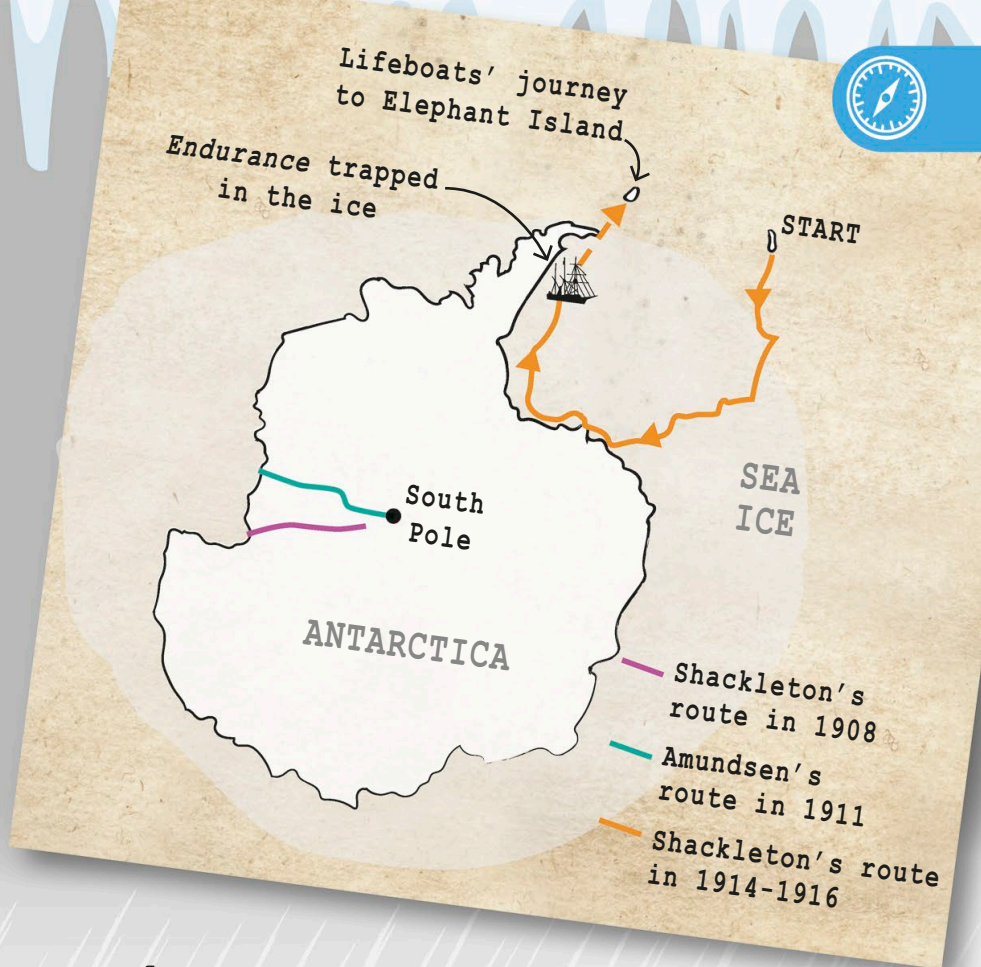 Lifeboats' journey
to Elephant Island
Endurance trapped
in the ice
START
SEA
ICE
South
Pole
ANTARCTICA
Shackleton's
route in 1908
Amundsen's
route in 1911
Shackleton's route
in 1914-1916